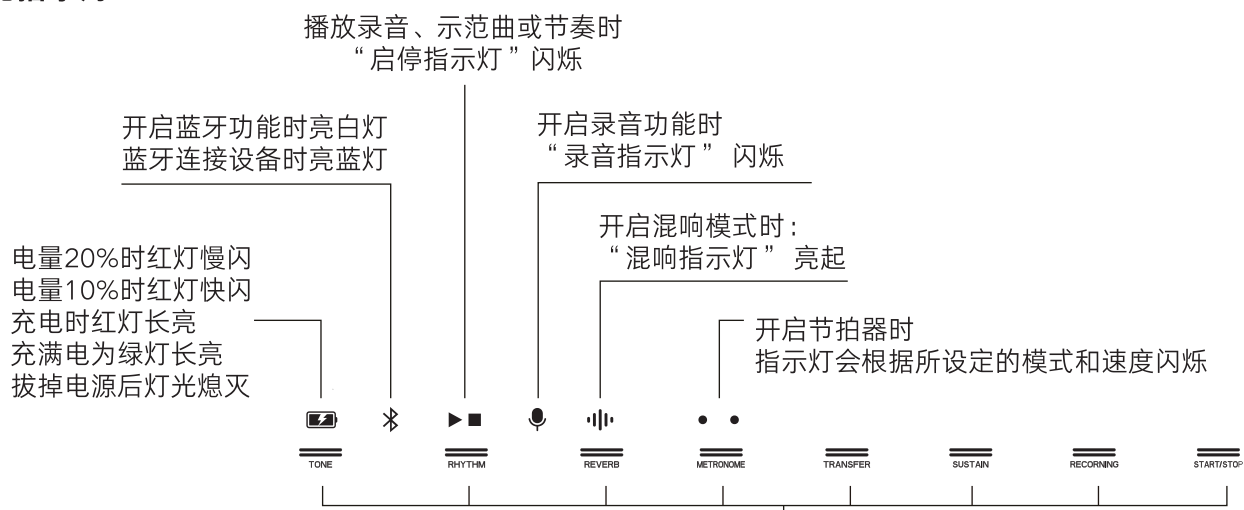 播放录音、示范曲或节奏时
“启停指示灯”闪烁
开启蓝牙功能时亮白灯
蓝牙连接设备时亮蓝灯
开启录音功能时
“录音指示灯” 闪烁
开启混响模式时:
“混响指示灯” 亮起
电量20%时红灯慢闪
电量10%时红灯快闪
充电时红灯长亮
充满电为绿灯长亮
拔掉电源后灯光熄灭
开启节拍器时
指示灯会根据所设定的模式和速度闪烁
TONE
RHYTHM
REVERB
METRONOME
TRANSFER
SUSTAIN
RECORNING
START/STOP